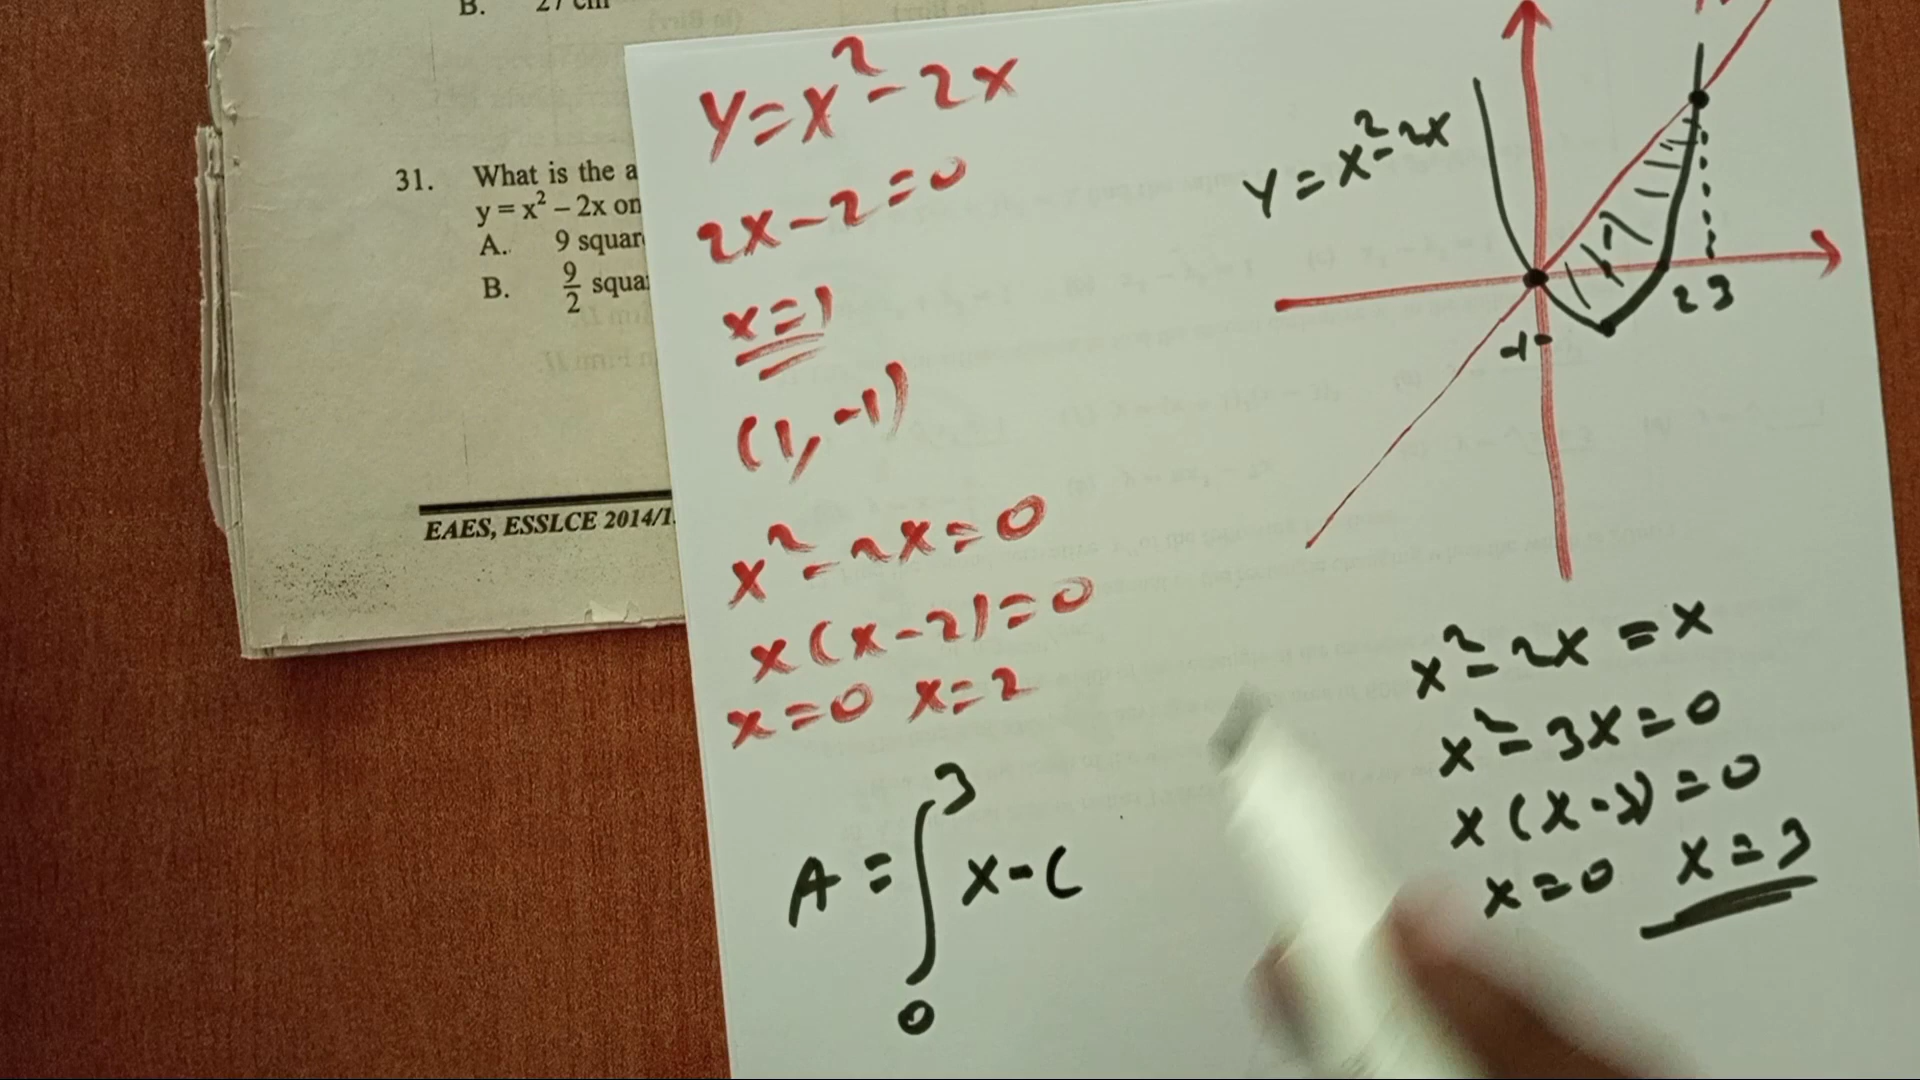 B. 27 cm
31. What is the a
y = x² – 2x on
A. 9 squar
B. 9/2 squa
EAES, ESSLCE 2014/1
y = x² - 2x
2x - 2 = 0
x = 1
(1, -1)
x² - 2x = 0
x(x - 2) = 0
x = 0 x = 2
A = ∫₀³ x - (
y = x² - 2x
-1
2 3
x² - 2x = x
x² - 3x = 0
x(x - 3) = 0
x = 0 x = 3